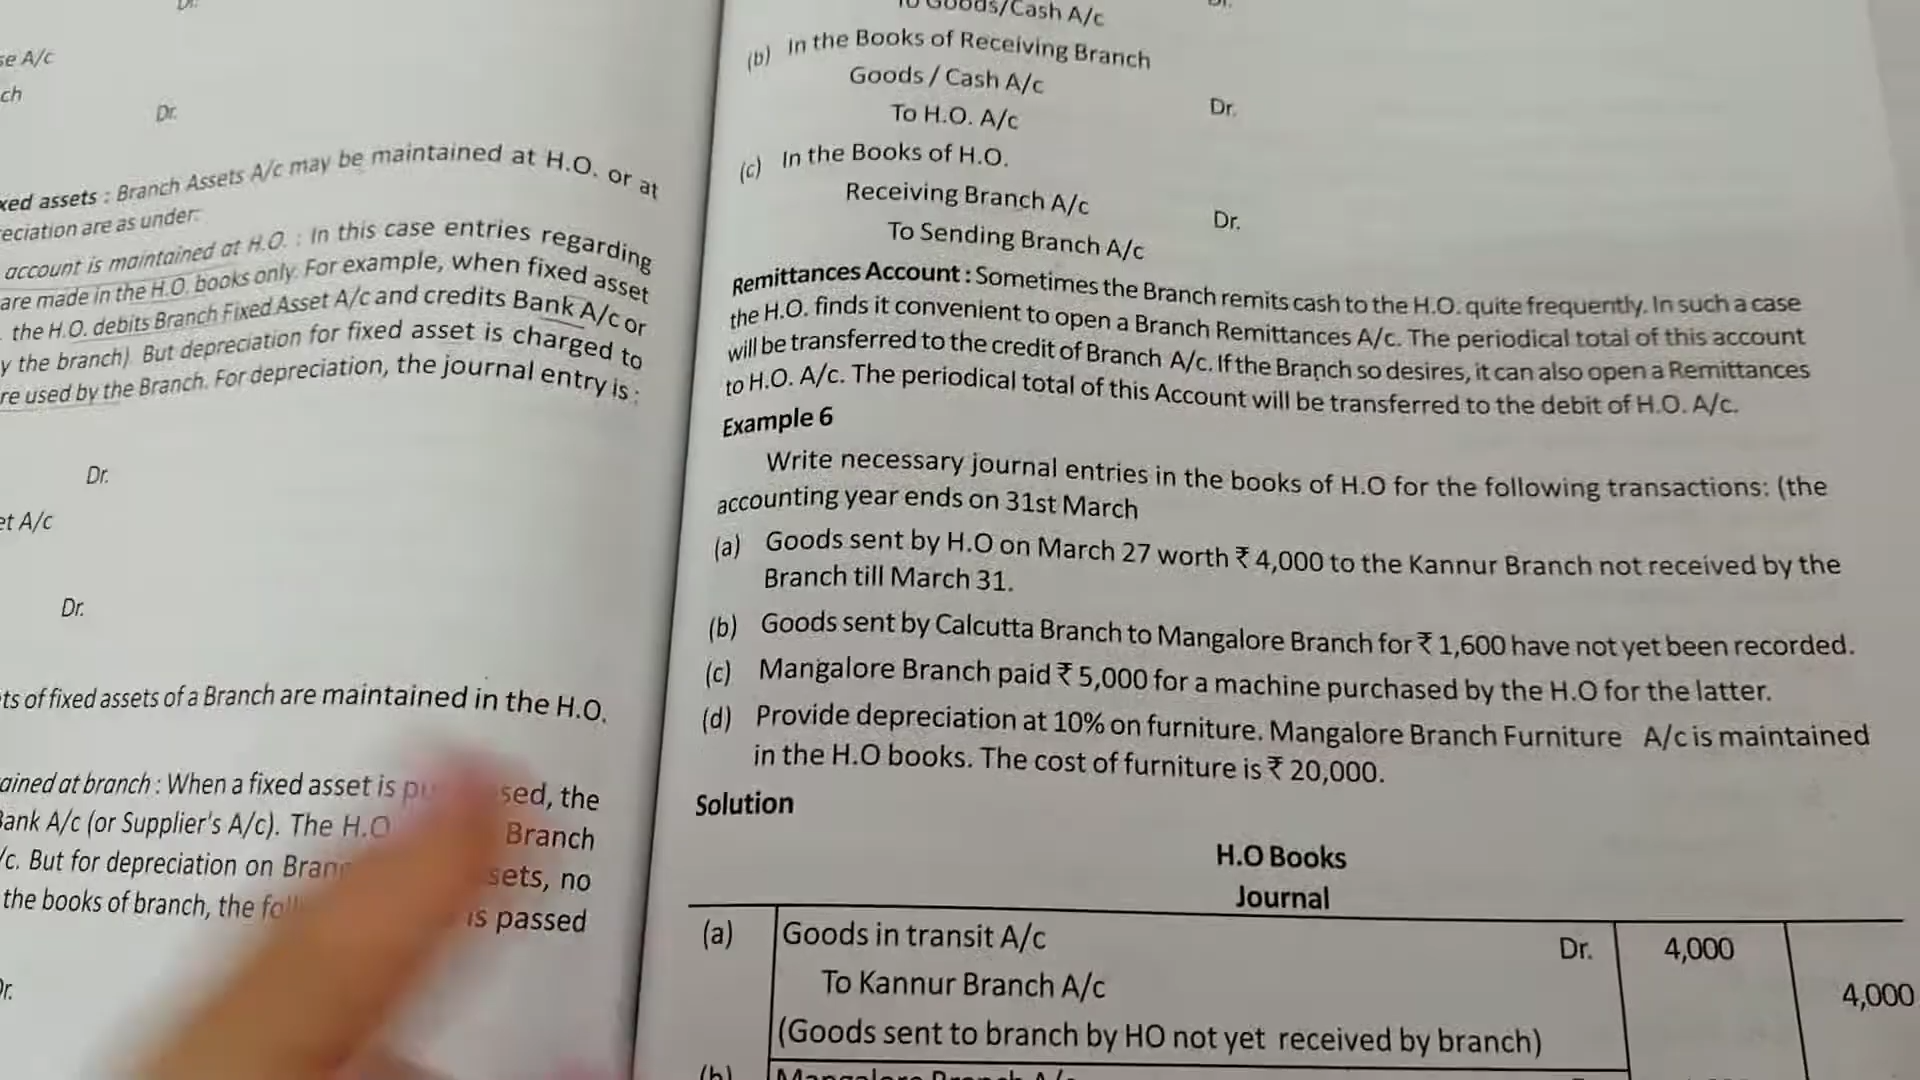 Dr.
se A/c
ch
Dr.
xed assets : Branch Assets A/c may be maintained at H.O. or at
reciation are as under:
account is maintained at H.O. : In this case entries regarding
are made in the H.O. books only. For example, when fixed asset
the H.O. debits Branch Fixed Asset A/c and credits Bank A/c or
y the branch). But depreciation for fixed asset is charged to
re used by the Branch. For depreciation, the journal entry is :
Dr.
et A/c
Dr.
ts of fixed assets of a Branch are maintained in the H.O.
ained at branch : When a fixed asset is pu sed, the
Bank A/c (or Supplier's A/c). The H.O Branch
/c. But for depreciation on Bran sets, no
the books of branch, the fol is passed
Dr.
To Goods/Cash A/c
Dr.
(b) In the Books of Receiving Branch
Goods / Cash A/c Dr.
To H.O. A/c
(c) In the Books of H.O.
Receiving Branch A/c Dr.
To Sending Branch A/c
Remittances Account : Sometimes the Branch remits cash to the H.O. quite frequently. In such a case
the H.O. finds it convenient to open a Branch Remittances A/c. The periodical total of this account
will be transferred to the credit of Branch A/c. If the Branch so desires, it can also open a Remittances
to H.O. A/c. The periodical total of this Account will be transferred to the debit of H.O. A/c.
Example 6
Write necessary journal entries in the books of H.O for the following transactions: (the
accounting year ends on 31st March
(a) Goods sent by H.O on March 27 worth ₹ 4,000 to the Kannur Branch not received by the
Branch till March 31.
(b) Goods sent by Calcutta Branch to Mangalore Branch for ₹ 1,600 have not yet been recorded.
(c) Mangalore Branch paid ₹ 5,000 for a machine purchased by the H.O for the latter.
(d) Provide depreciation at 10% on furniture. Mangalore Branch Furniture A/c is maintained
in the H.O books. The cost of furniture is ₹ 20,000.
Solution
H.O Books
Journal
(a) Goods in transit A/c Dr. 4,000
To Kannur Branch A/c 4,000
(Goods sent to branch by HO not yet received by branch)
(b) Mangalore Branch A/c